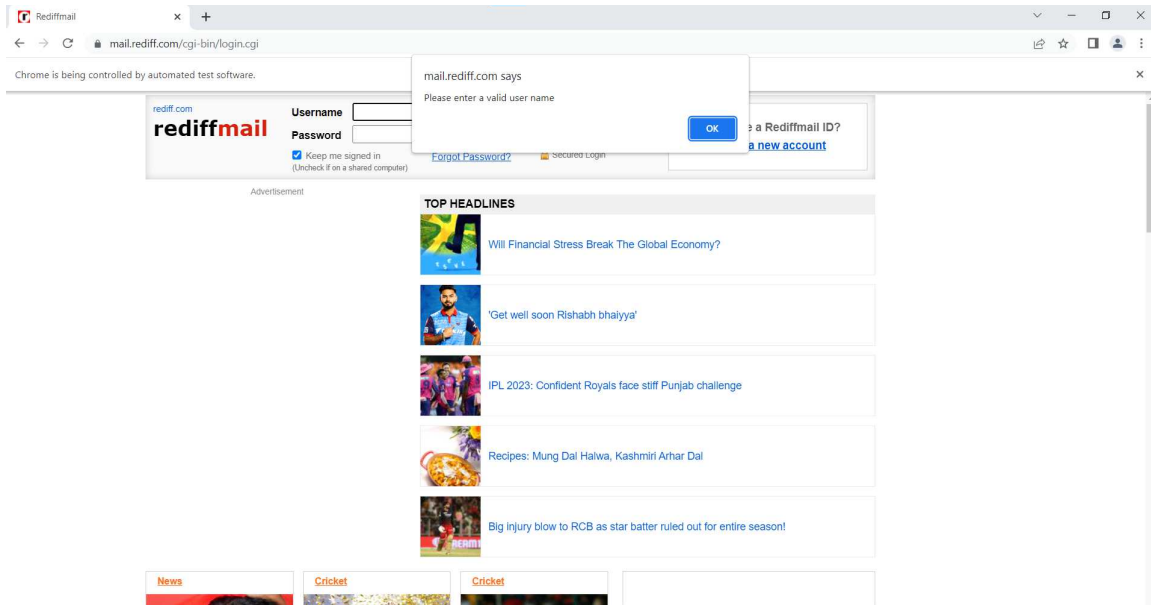 Rediffmail
mail.rediff.com/cgi-bin/login.cgi
Chrome is being controlled by automated test software.
mail.rediff.com says
Please enter a valid user name
OK
rediff.com
rediffmail
Username
Password
Keep me signed in
(Uncheck if on a shared computer)
Forgot Password?
Secured Login
a Rediffmail ID?
a new account
Advertisement
TOP HEADLINES
Will Financial Stress Break The Global Economy?
'Get well soon Rishabh bhaiyya'
IPL 2023: Confident Royals face stiff Punjab challenge
Recipes: Mung Dal Halwa, Kashmiri Arhar Dal
Big injury blow to RCB as star batter ruled out for entire season!
News
Cricket
Cricket